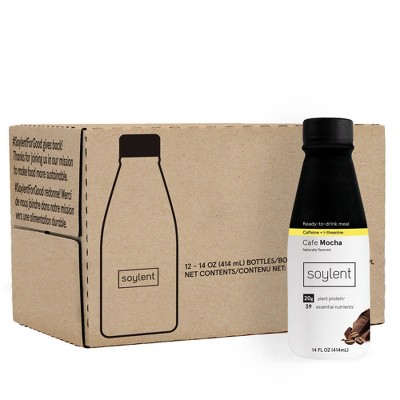 #SoylentForGood gives back!
Thanks for joining us in our mission
to make food more sustainable.
#SoylentForGood redonne! Merci
de nous joindre dans notre mission
vers une alimentation durable.
soylent
12 – 14 OZ (414 mL) BOTTLES/BO
NET CONTENTS/CONTENU NET:
Ready-to-drink meal
Caffeine + l-theanine
Cafe Mocha
Naturally flavored
soylent
20g plant protein
39 essential nutrients
14 FL OZ (414mL)